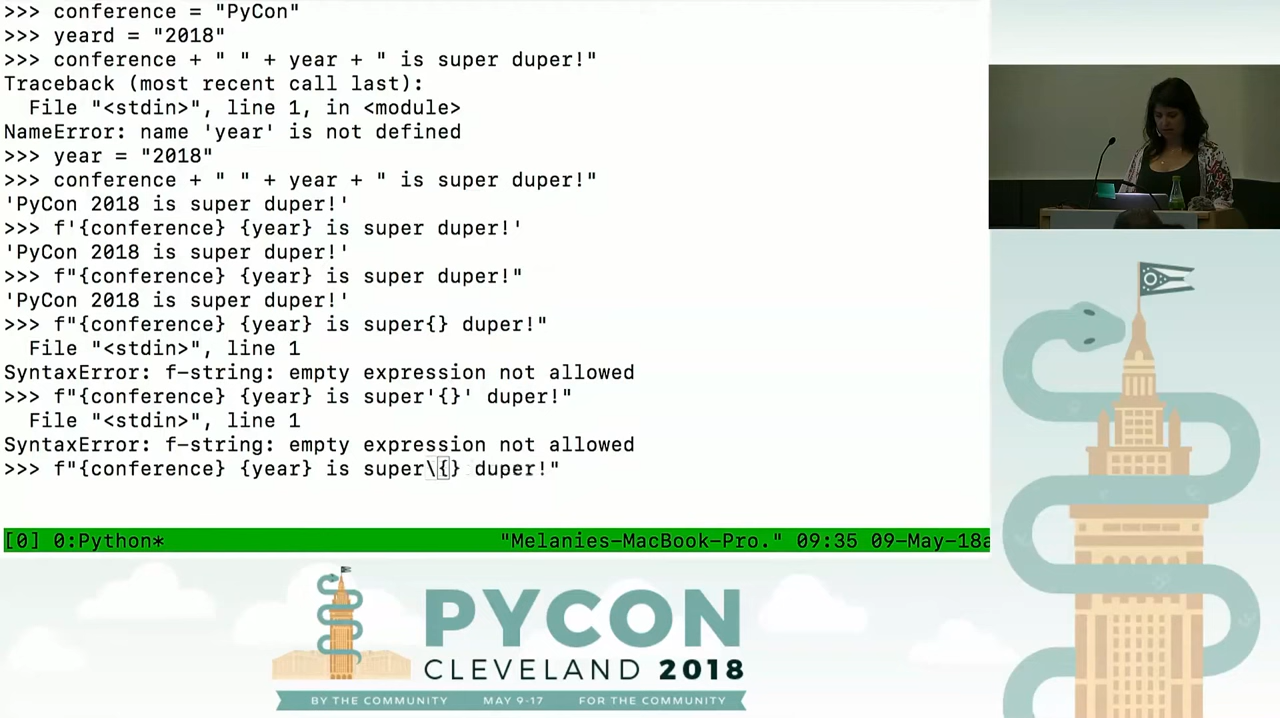 >>> conference = "PyCon"
>>> yeard = "2018"
>>> conference + " " + year + " is super duper!"
Traceback (most recent call last):
  File "<stdin>", line 1, in <module>
NameError: name 'year' is not defined
>>> year = "2018"
>>> conference + " " + year + " is super duper!"
'PyCon 2018 is super duper!'
>>> f'{conference} {year} is super duper!'
'PyCon 2018 is super duper!'
>>> f"{conference} {year} is super duper!"
'PyCon 2018 is super duper!'
>>> f"{conference} {year} is super{} duper!"
  File "<stdin>", line 1
SyntaxError: f-string: empty expression not allowed
>>> f"{conference} {year} is super'{}' duper!"
  File "<stdin>", line 1
SyntaxError: f-string: empty expression not allowed
>>> f"{conference} {year} is super\{} duper!"
[0] 0:Python* "Melanies-MacBook-Pro." 09:35 09-May-18a
PYCON
CLEVELAND 2018
BY THE COMMUNITY MAY 9-17 FOR THE COMMUNITY